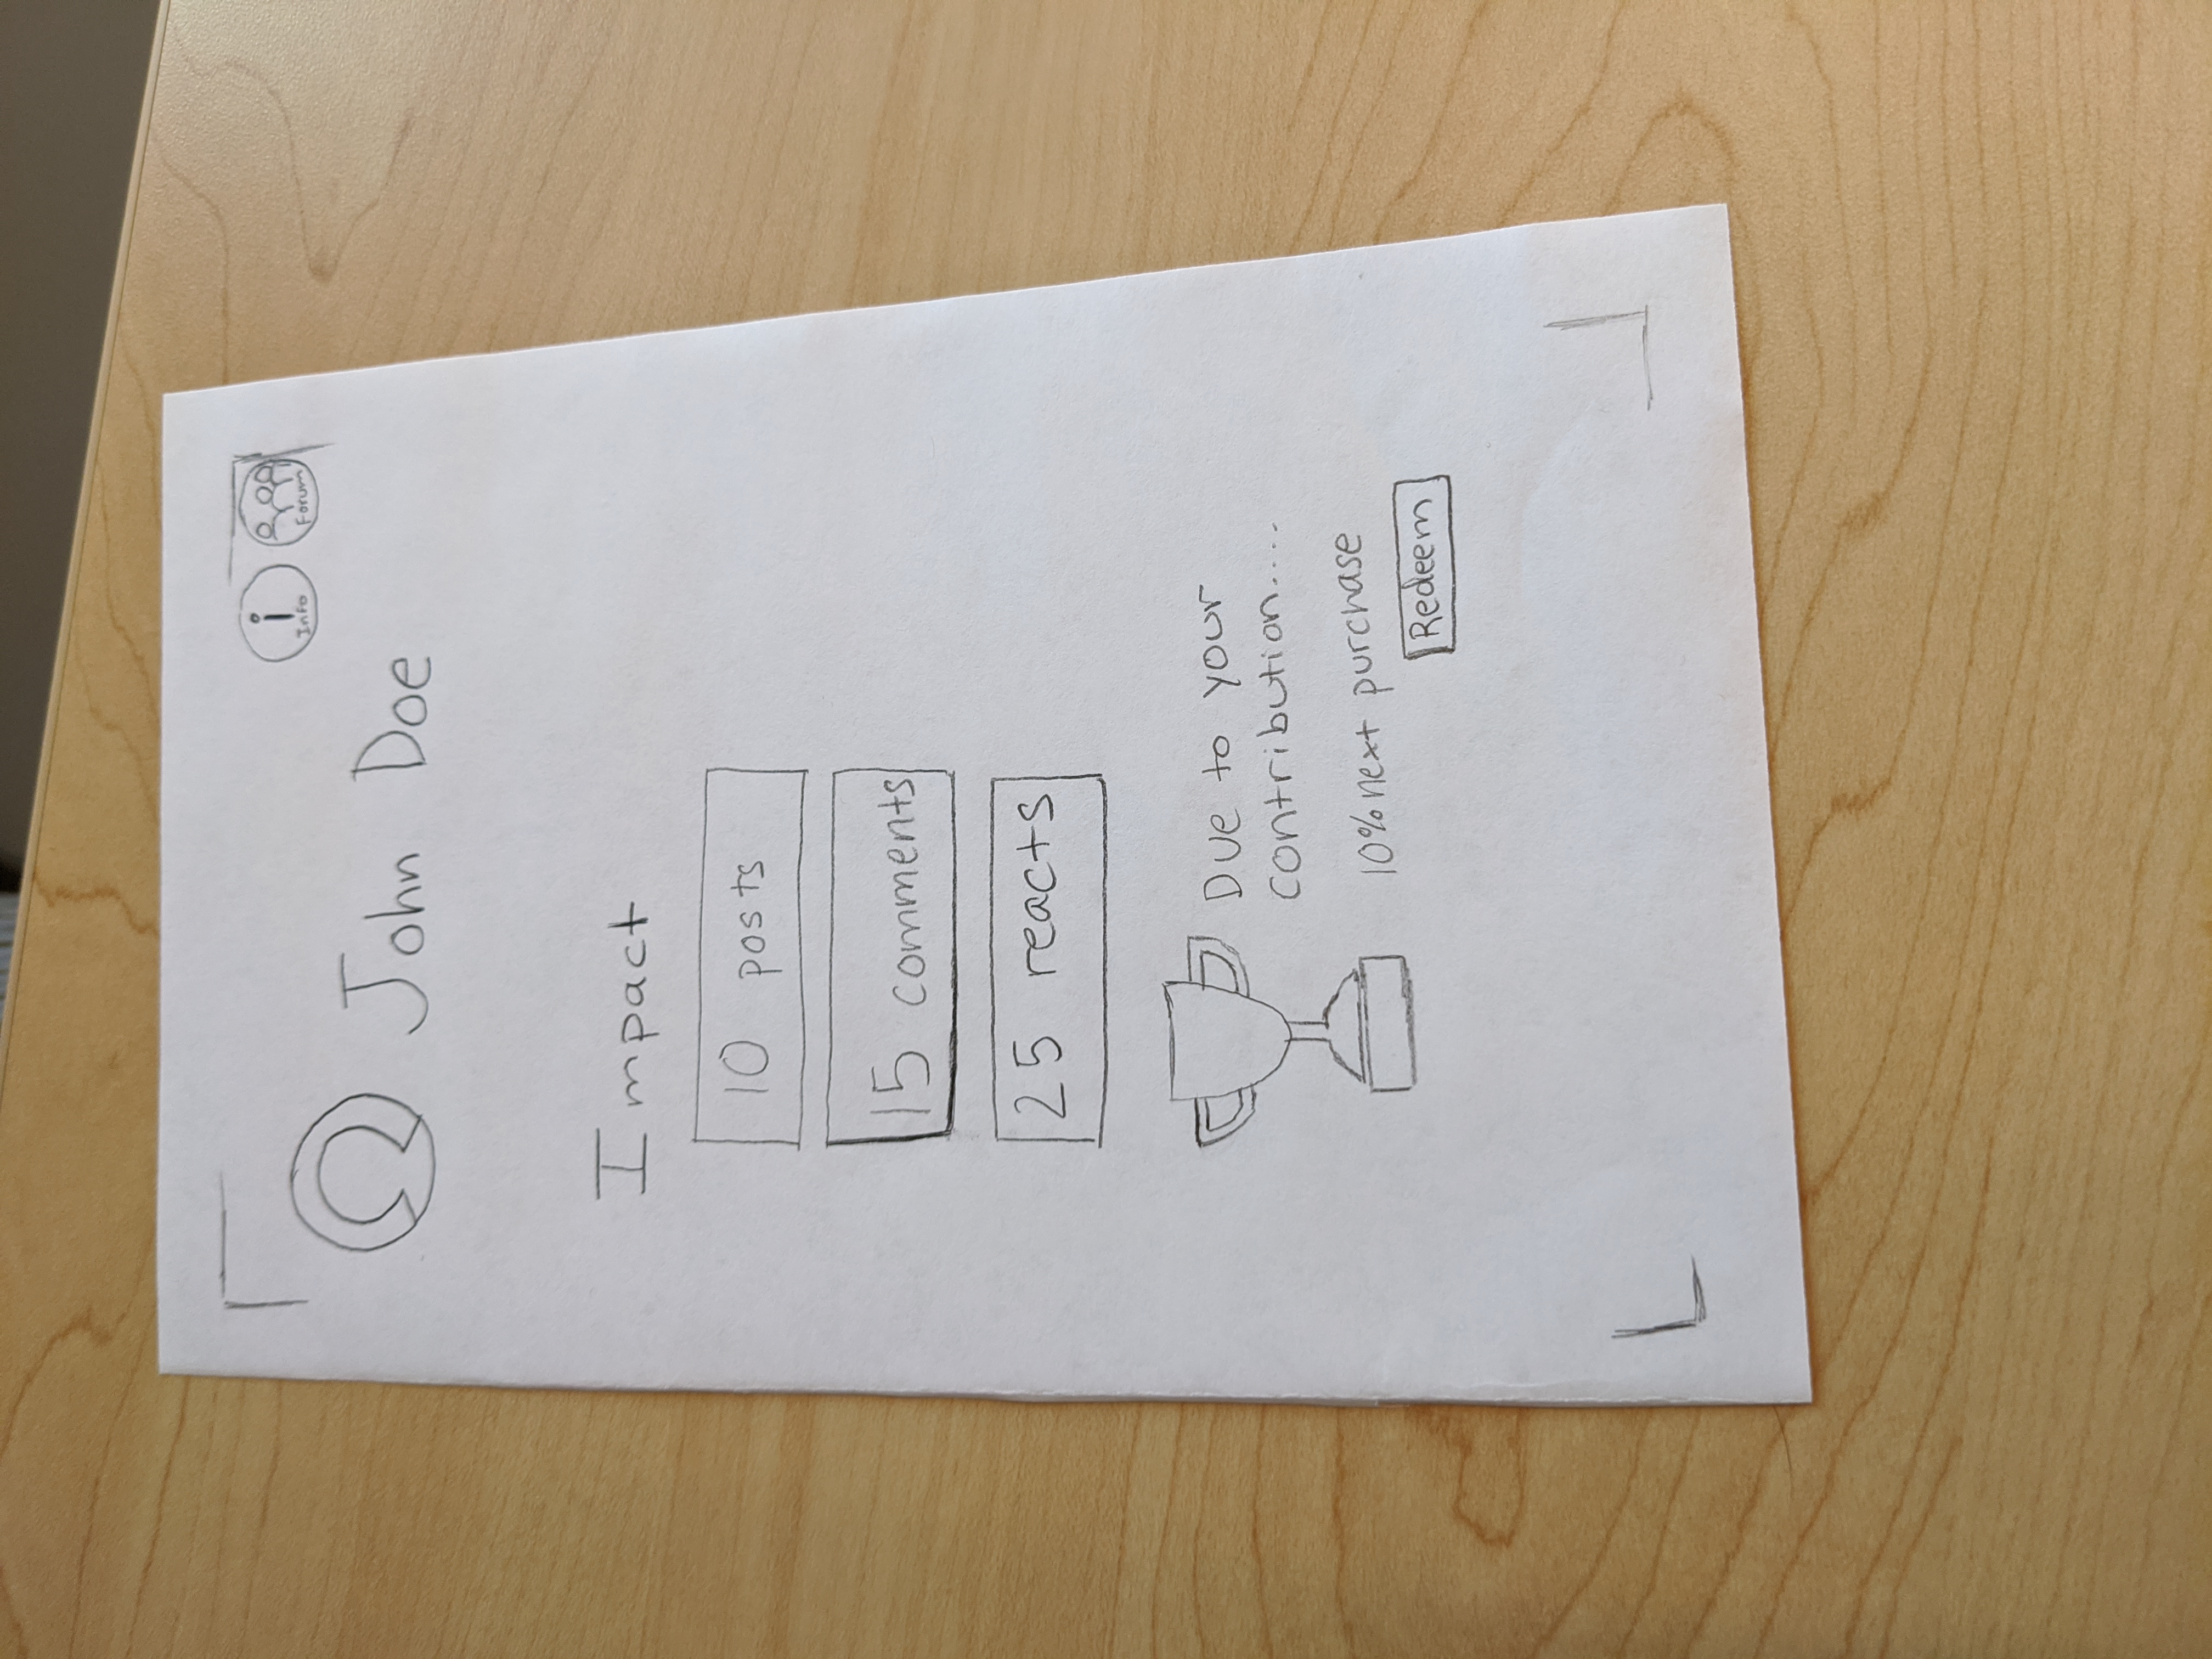 i
Info
Forum
John Doe
Impact
10 posts
15 comments
25 reacts
Due to your
contribution....
10% next purchase
Redeem